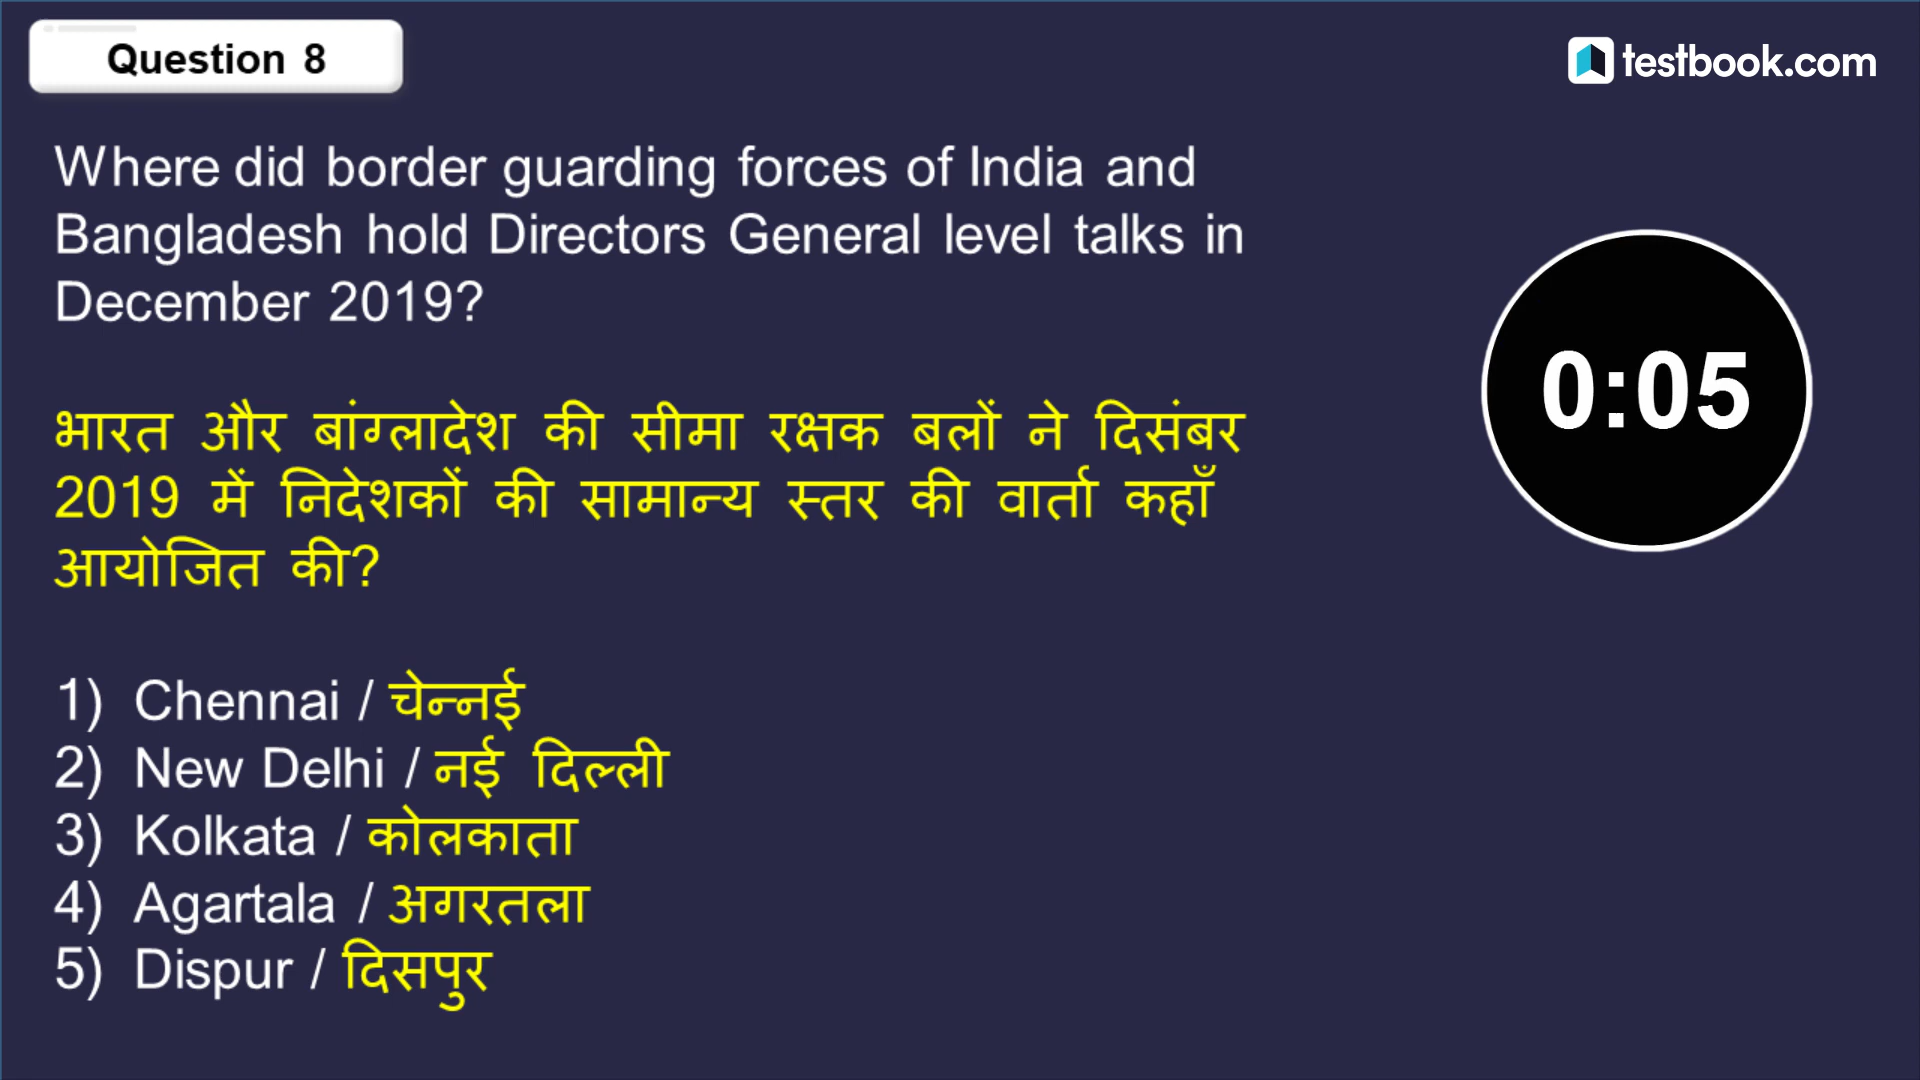 Question 8
testbook.com
Where did border guarding forces of India and
Bangladesh hold Directors General level talks in
December 2019?
0:05
भारत और बांग्लादेश की सीमा रक्षक बलों ने दिसंबर
2019 में निदेशकों की सामान्य स्तर की वार्ता कहाँ
आयोजित की?
1) Chennai / चेन्नई
2) New Delhi / नई दिल्ली
3) Kolkata / कोलकाता
4) Agartala / अगरतला
5) Dispur / दिसपुर